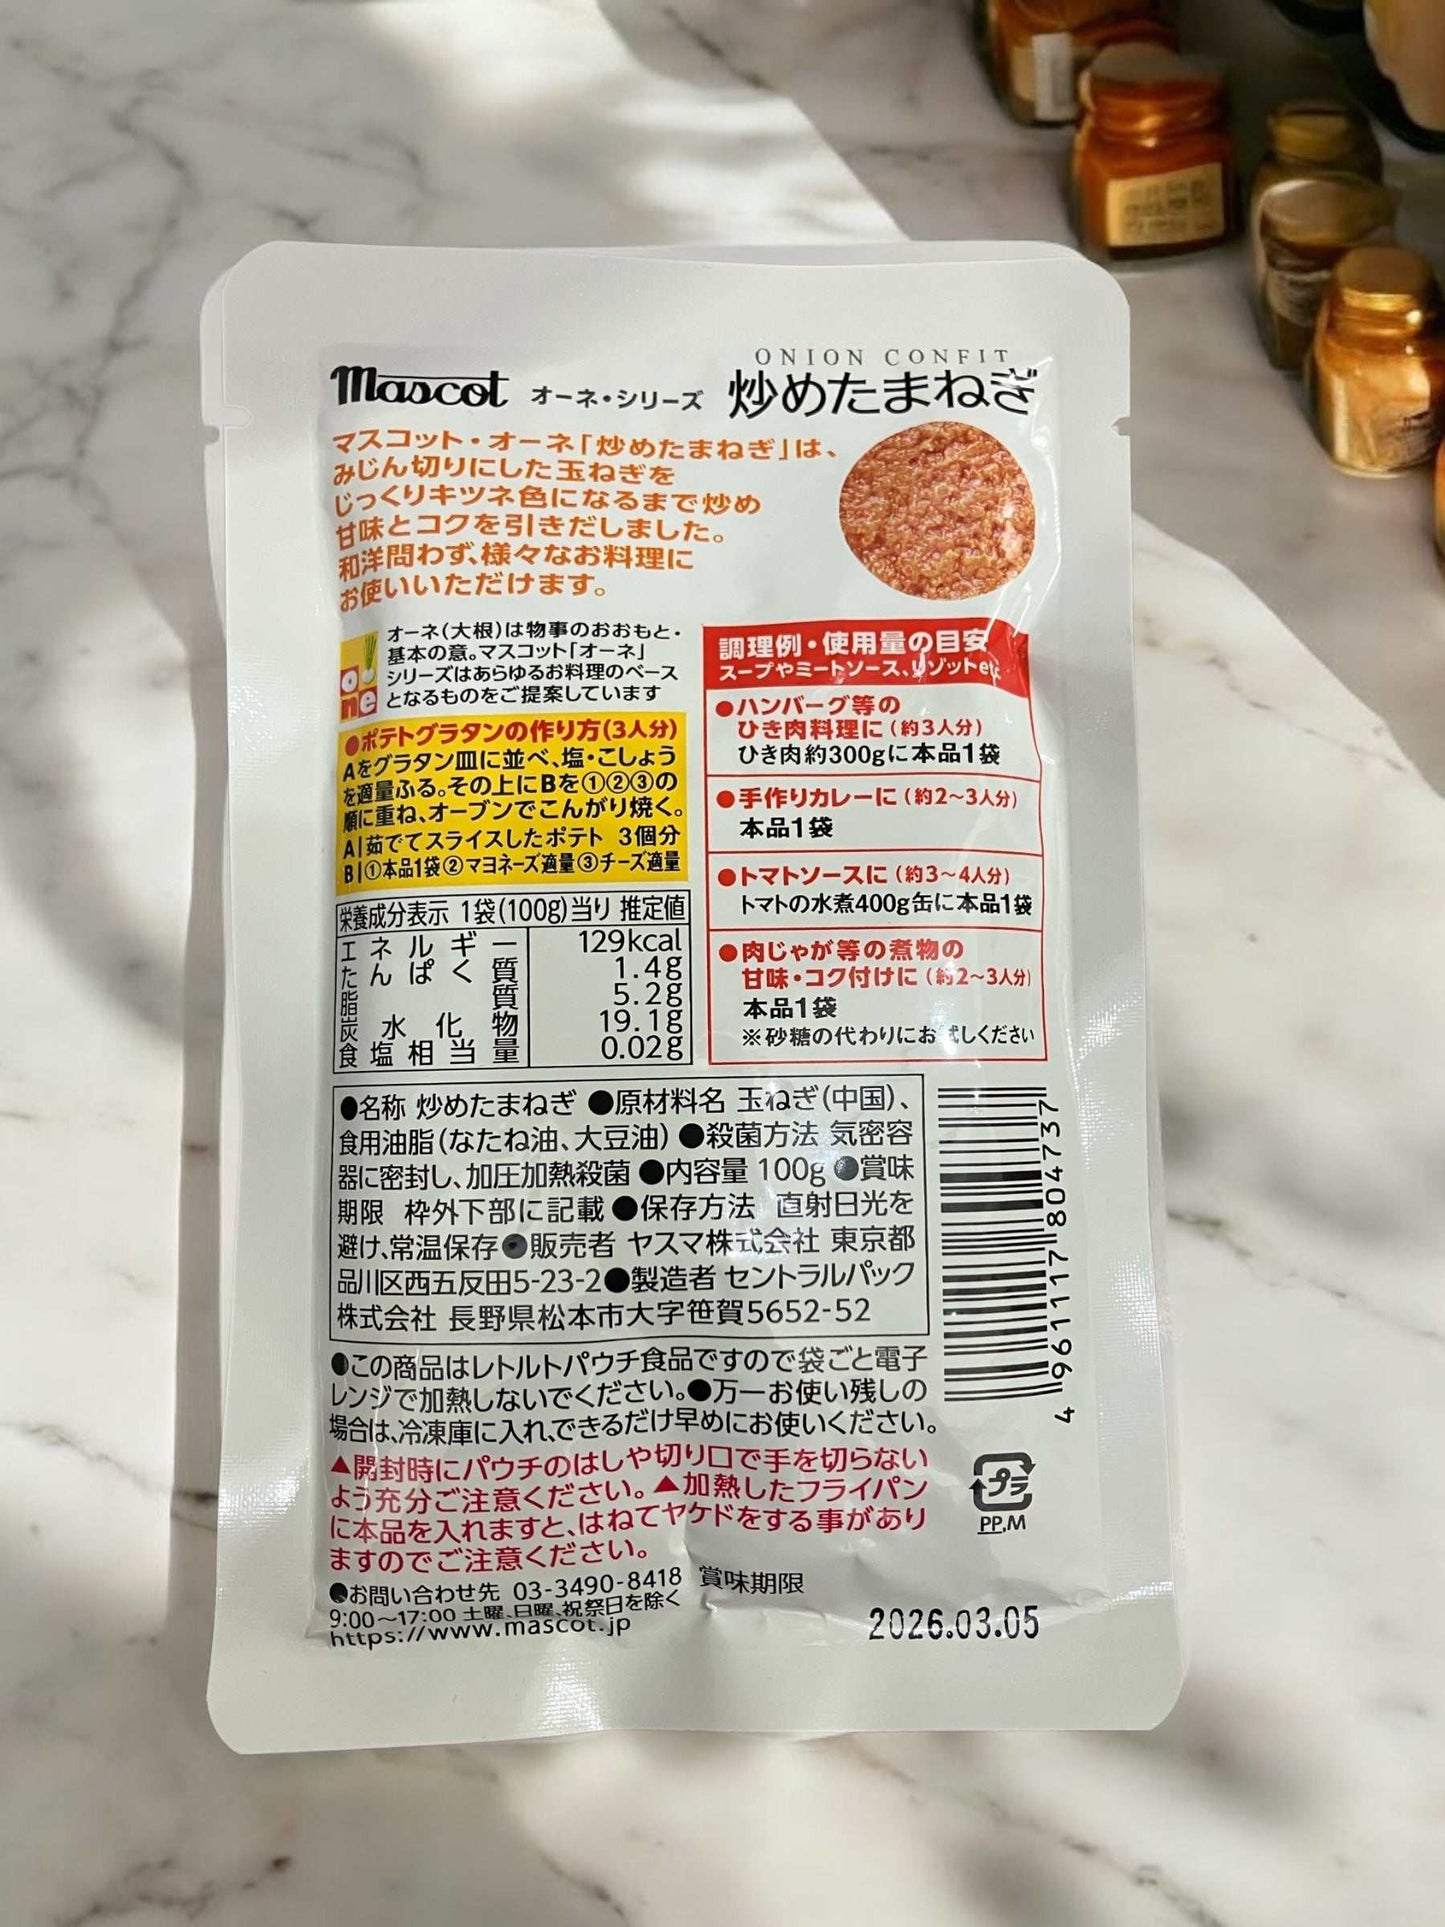 mascot オーネ・シリーズ
ONION CONFIT
炒めたまねぎ
マスコット・オーネ「炒めたまねぎ」は、
みじん切りにした玉ねぎを
じっくりキツネ色になるまで炒め
甘味とコクを引きだしました。
和洋問わず、様々なお料理に
お使いいただけます。
one
オーネ(大根)は物事のおおもと・
基本の意。マスコット「オーネ」
シリーズはあらゆるお料理のベース
となるものをご提案しています
●ポテトグラタンの作り方(3人分)
Aをグラタン皿に並べ、塩・こしょう
を適量ふる。その上にBを①②③の
順に重ね、オーブンでこんがり焼く。
A|茹でてスライスしたポテト 3個分
B|①本品1袋②マヨネーズ適量③チーズ適量
調理例・使用量の目安
スープやミートソース、リゾットetc
●ハンバーグ等の
ひき肉料理に(約3人分)
ひき肉約300gに本品1袋
●手作りカレーに(約2〜3人分)
本品1袋
●トマトソースに(約3〜4人分)
トマトの水煮400g缶に本品1袋
●肉じゃが等の煮物の
甘味・コク付けに(約2〜3人分)
本品1袋
※砂糖の代わりにお試しください
栄養成分表示 1袋(100g)当り 推定値
エネルギー 129kcal
たんぱく質 1.4g
脂質 5.2g
炭水化物 19.1g
食塩相当量 0.02g
●名称 炒めたまねぎ ●原材料名 玉ねぎ(中国)、
食用油脂(なたね油、大豆油) ●殺菌方法 気密容
器に密封し、加圧加熱殺菌 ●内容量 100g ●賞味
期限 枠外下部に記載 ●保存方法 直射日光を
避け、常温保存 ●販売者 ヤスマ株式会社 東京都
品川区西五反田5-23-2 ●製造者 セントラルパック
株式会社 長野県松本市大字笹賀5652-52
4961117804737
●この商品はレトルトパウチ食品ですので袋ごと電子
レンジで加熱しないでください。●万一お使い残しの
場合は、冷凍庫に入れできるだけ早めにお使いください。
▲開封時にパウチのはしや切り口で手を切らない
よう充分ご注意ください。▲加熱したフライパン
に本品を入れますと、はねてヤケドをする事があり
ますのでご注意ください。
プラ
PP,M
●お問い合わせ先 03-3490-8418
9:00〜17:00 土曜、日曜、祝祭日を除く
https://www.mascot.jp
賞味期限
2026.03.05